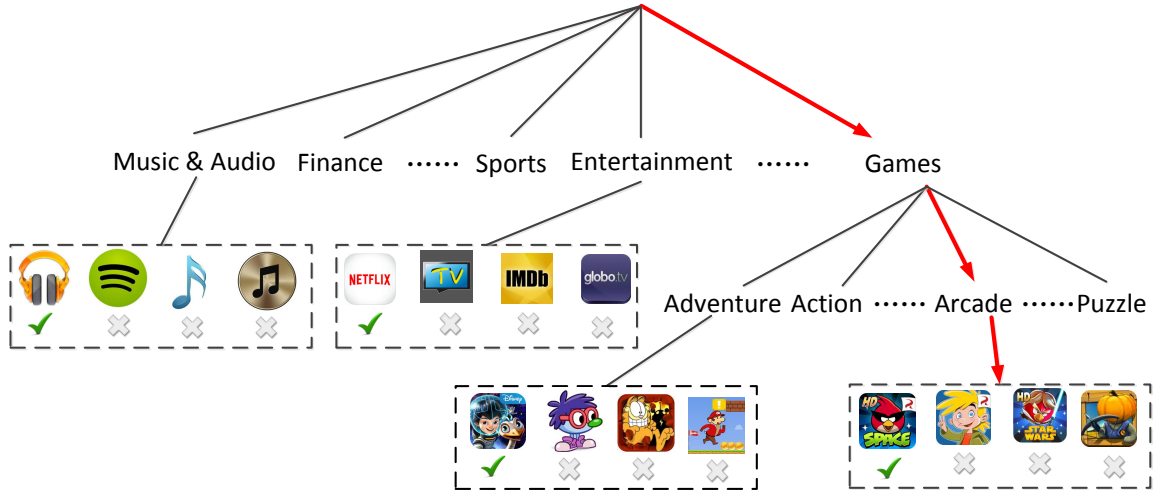 Music & Audio Finance ...... Sports Entertainment ...... Games
NETFLIX TV IMDb globo.tv
Adventure Action ...... Arcade ...... Puzzle
Disney
HD
SPACE
HD
STAR
WARS